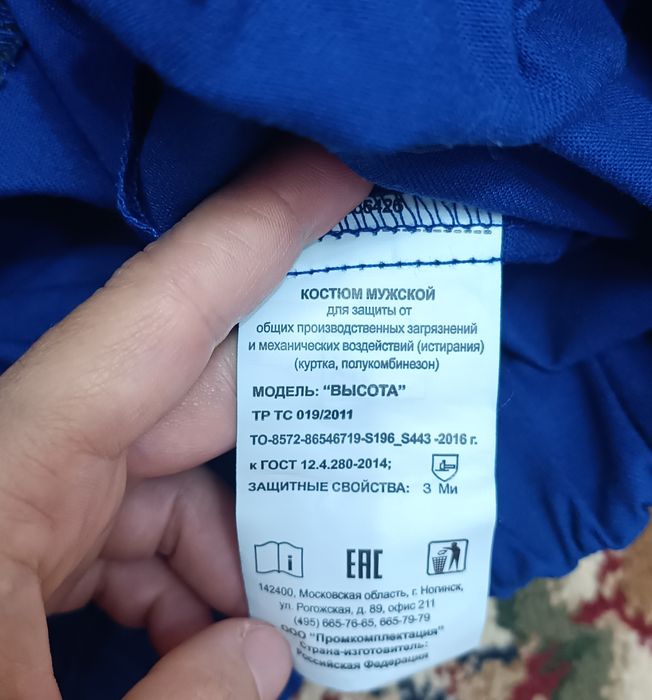 66426
КОСТЮМ МУЖСКОЙ
для защиты от
общих производственных загрязнений
и механических воздействий (истирания)
(куртка, полукомбинезон)
МОДЕЛЬ: "ВЫСОТА"
ТР ТС 019/2011
ТО-8572-86546719-S196_S443 -2016 г.
к ГОСТ 12.4.280-2014;
ЗАЩИТНЫЕ СВОЙСТВА: З Ми
i EAC
142400, Московская область, г. Ногинск,
ул. Рогожская, д. 89, офис 211
(495) 665-76-65, 665-79-79
ООО "Промкомплектация"
Страна-изготовитель:
Российская Федерация